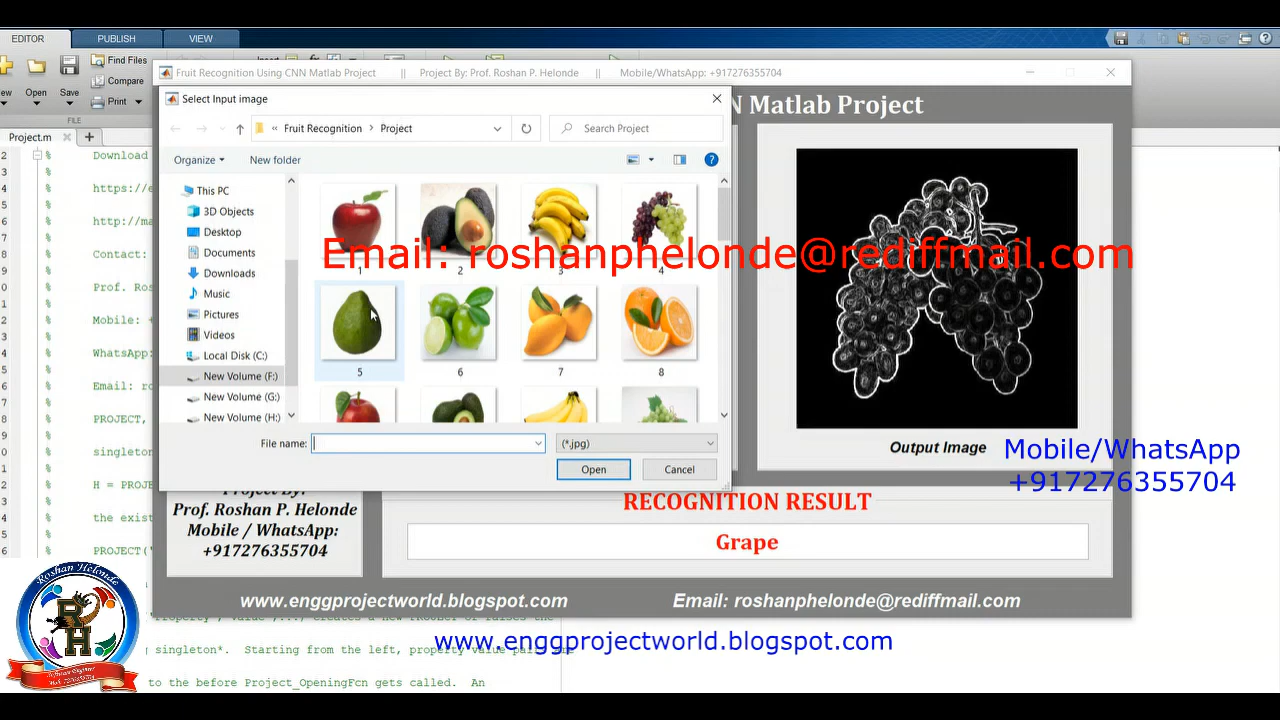 EDITOR PUBLISH VIEW
Find Files
Compare
Print
Open Save
FILE
Project.m
Fruit Recognition Using CNN Matlab Project || Project By: Prof. Roshan P. Helonde || Mobile/WhatsApp: +917276355704
N Matlab Project
Select Input image
« Fruit Recognition > Project
Search Project
Organize New folder
This PC
3D Objects
Desktop
Documents
Downloads
Music
Pictures
Videos
Local Disk (C:)
New Volume (F:)
New Volume (G:)
New Volume (H:)
1 2 3 4
Email: roshanphelonde@rediffmail.com
5 6 7 8
File name:
(*.jpg)
Open Cancel
Output Image
Mobile/WhatsApp
+917276355704
% Download
%
% https://e
%
% http://ma
%
% Contact:
%
% Prof. Ros
%
% Mobile: +
%
% WhatsApp:
%
% Email: ro
%
% PROJECT,
%
% singleton
%
% H = PROJE
%
% the exist
%
% PROJECT('
Project By:
Prof. Roshan P. Helonde
Mobile / WhatsApp:
+917276355704
RECOGNITION RESULT
Grape
www.enggprojectworld.blogspot.com Email: roshanphelonde@rediffmail.com
www.enggprojectworld.blogspot.com
singleton*. Starting from the left, property value
to the before Project_OpeningFcn gets called. An
Roshan Helonde
RH